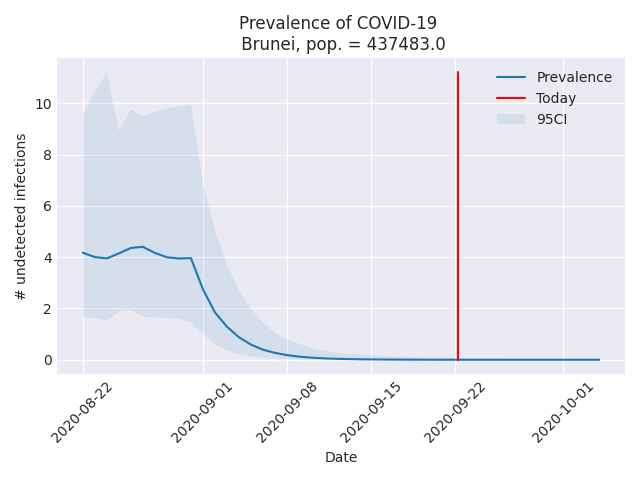 Prevalence of COVID-19
Brunei, pop. = 437483.0
# undetected infections
10
8
6
4
2
0
Prevalence
Today
95CI
2020-08-22
2020-09-01
2020-09-08
2020-09-15
2020-09-22
2020-10-01
Date